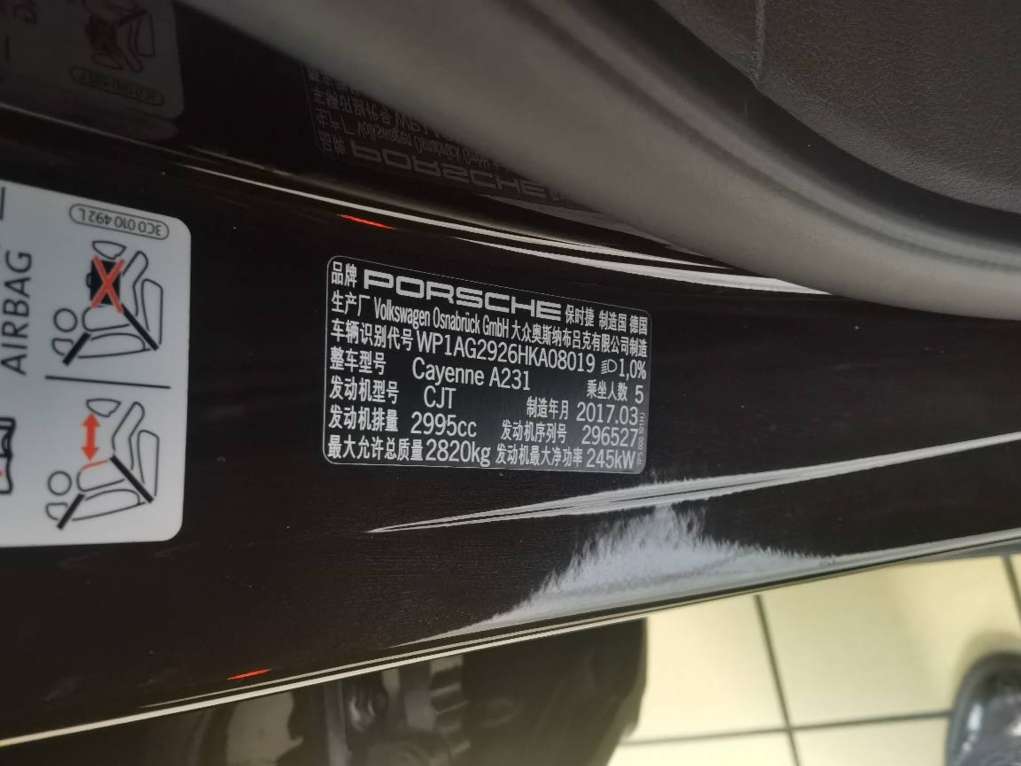 3C0 010 492 L
AIRBAG
品牌 PORSCHE 保时捷 制造国 德国
生产厂 Volkswagen Osnabrück GmbH 大众奥斯纳布吕克有限公司制造
车辆识别代号 WP1AG2926HKA08019 1,0%
整车型号 Cayenne A231 乘坐人数 5
发动机型号 CJT 制造年月 2017.03
发动机排量 2995cc 发动机序列号 296527
最大允许总质量 2820kg 发动机最大净功率 245kW